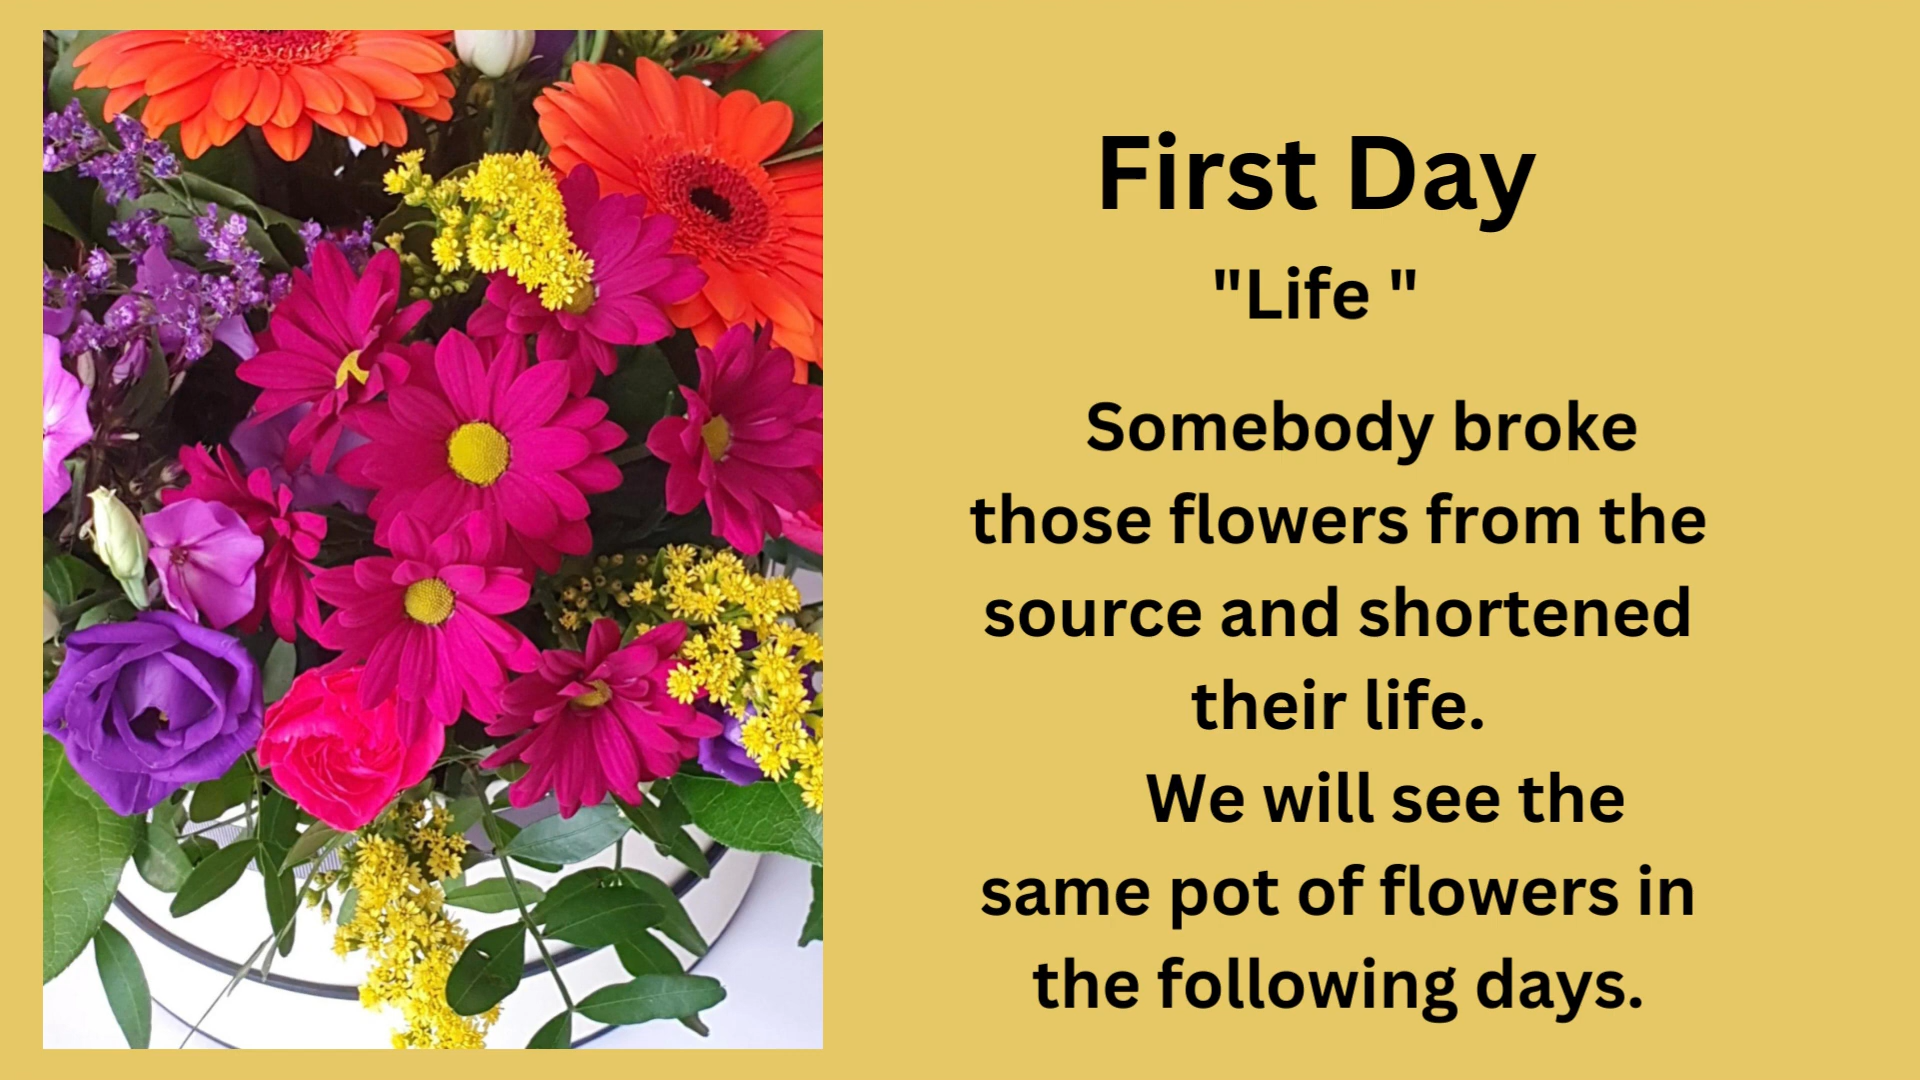 First Day
"Life "
Somebody broke
those flowers from the
source and shortened
their life.
We will see the
same pot of flowers in
the following days.